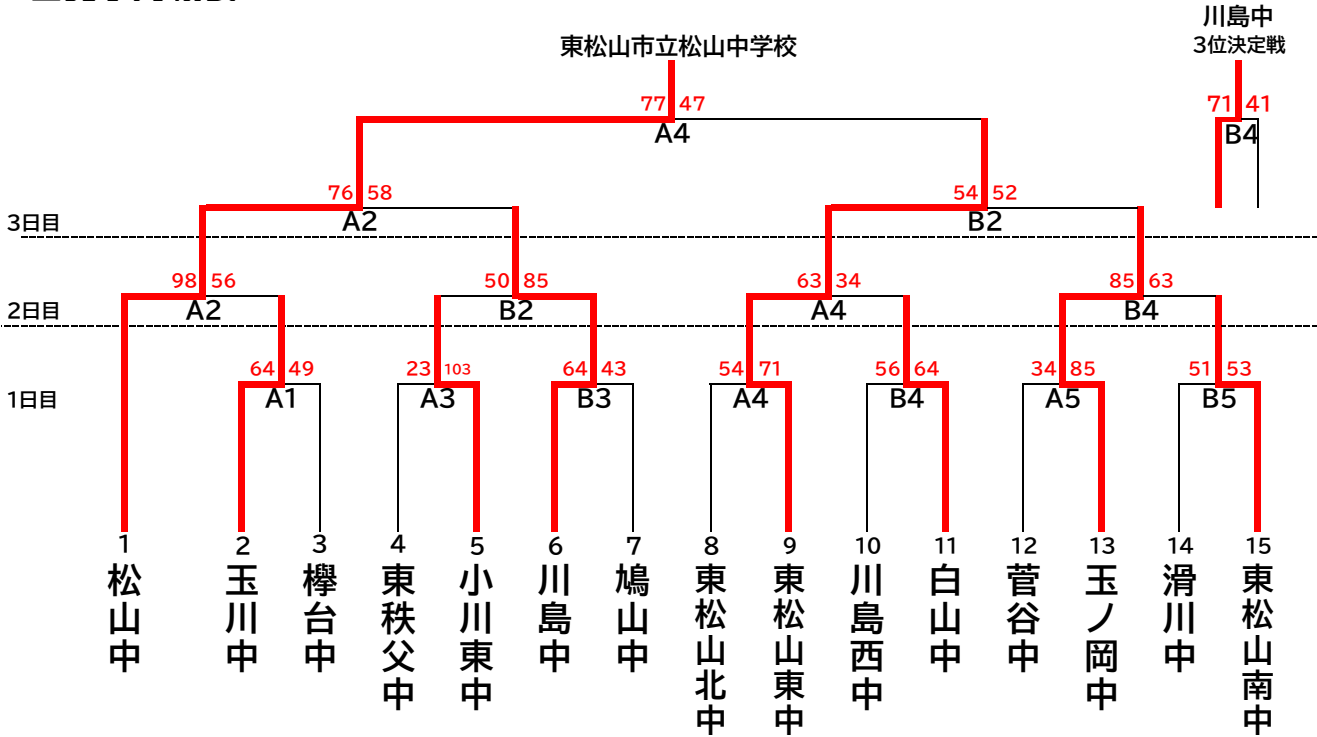 川島中
3位決定戦
東松山市立松山中学校
77 47
A4
71 41
B4
76 58
A2
54 52
B2
3日目
98 56
A2
50 85
B2
63 34
A4
85 63
B4
2日目
64 49
A1
23 103
A3
64 43
B3
54 71
A4
56 64
B4
34 85
A5
51 53
B5
1日目
1 2 3 4 5 6 7 8 9 10 11 12 13 14 15
松山中
玉川中
欅台中
東秩父中
小川東中
川島中
鳩山中
東松山北中
東松山東中
川島西中
白山中
菅谷中
玉ノ岡中
滑川中
東松山南中